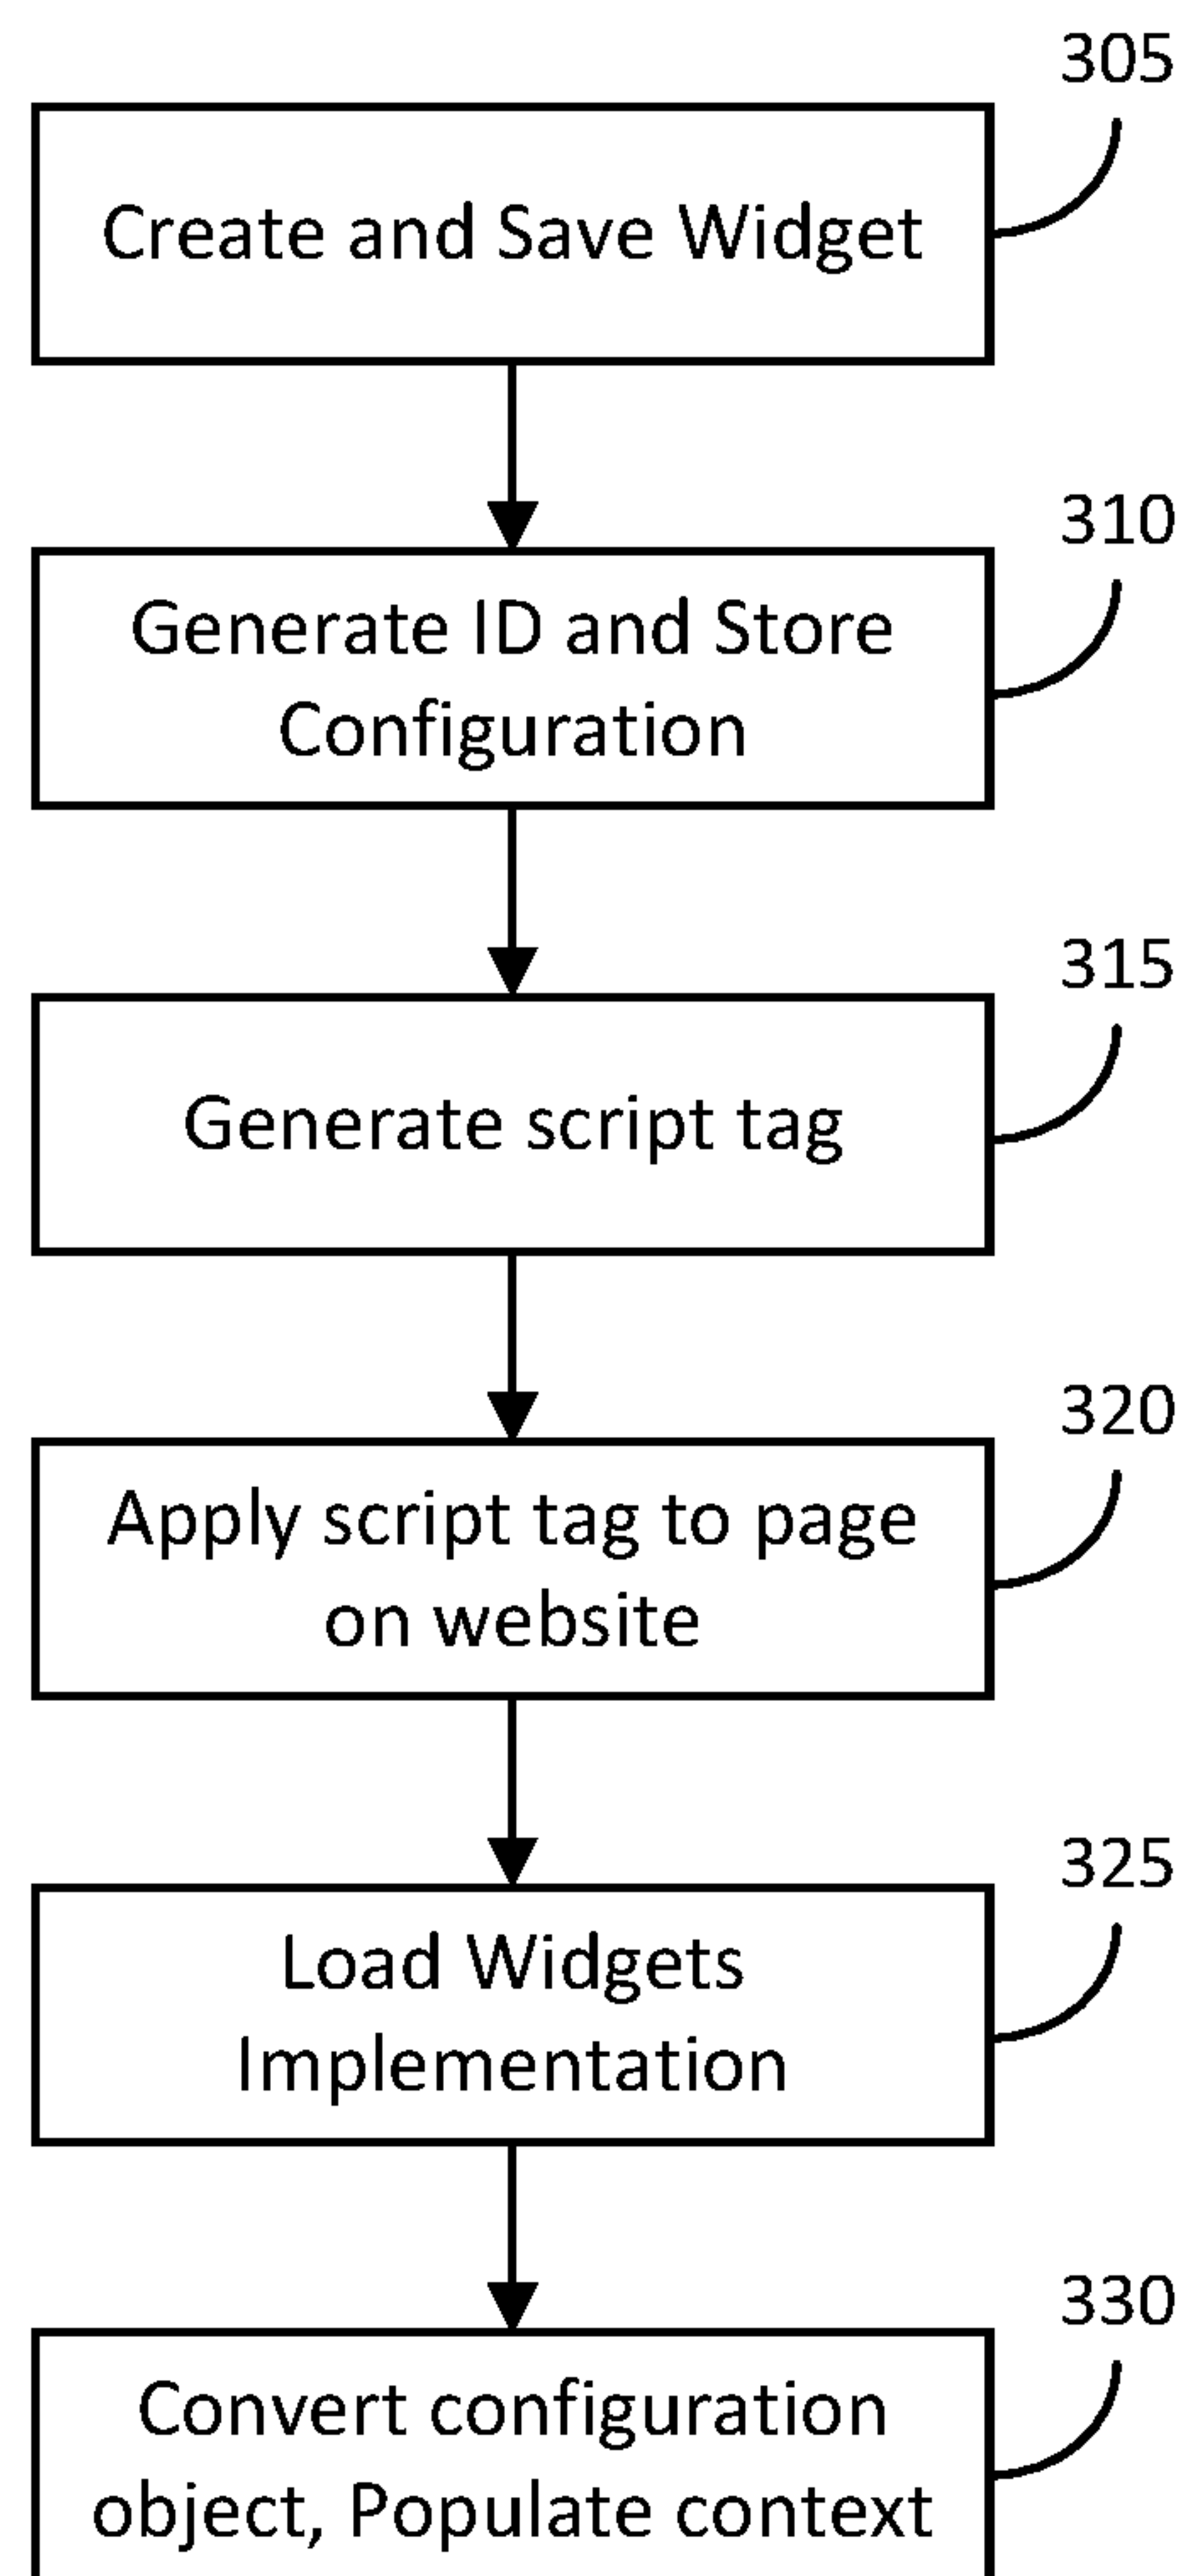 305
Create and Save Widget
310
Generate ID and Store
Configuration
315
Generate script tag
320
Apply script tag to page
on website
325
Load Widgets
Implementation
330
Convert configuration
object, Populate context